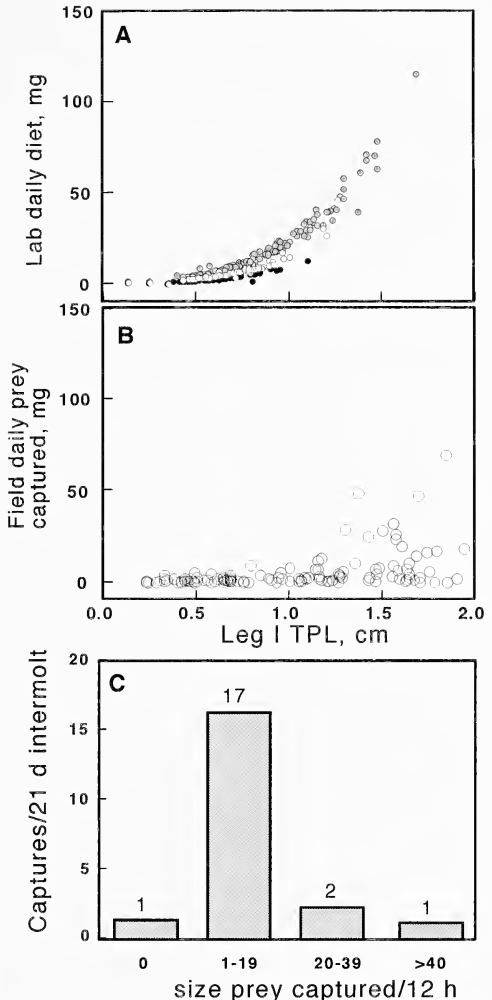 150
A
100
50
0
Lab daily diet, mg
150
B
100
50
0
Field daily prey
captured, mg
0.0 0.5 1.0 1.5 2.0
Leg I TPL, cm
20
C
15
10
5
0
Captures/21 d intermolt
1
17
2
1
0 1-19 20-39 >40
size prey captured/12 h